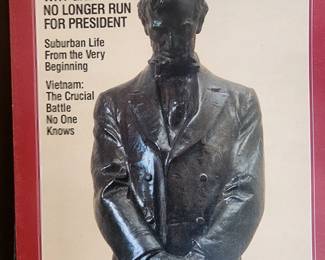 NO LONGER RUN
FOR PRESIDENT
Suburban Life
From the Very
Beginning
Vietnam:
The Crucial
Battle
No One
Knows